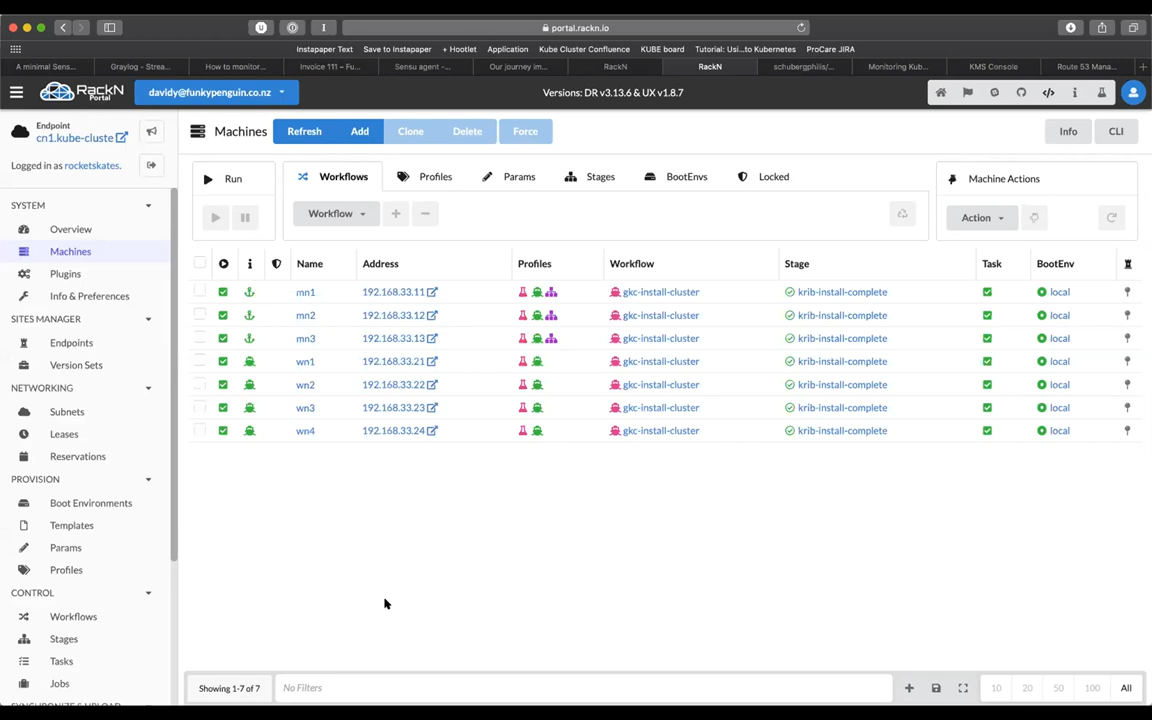 portal.rackn.io
Instapaper Text Save to Instapaper + Hotlet Application Kube Cluster Confluence KUBE board Tutorial: Usi...to Kubernetes ProCare JIRA
A minimal Sens... Graylog - Strea... How to monitor... Invoice 111 – Fu... Sensu agent -... Our journey im... RackN RackN schubergphilis/... Monitoring Kub... KMS Console Route 53 Mana...
RackN Portal davidy@funkypenguin.co.nz Versions: DR v3.13.6 & UX v1.8.7
Endpoint
cn1.kube-cluste
Logged in as rocketskates.
Machines Refresh Add Clone Delete Force Info CLI
Run Workflows Profiles Params Stages BootEnvs Locked Machine Actions
Workflow Action
SYSTEM
Overview
Machines
Plugins
Info & Preferences
SITES MANAGER
Endpoints
Version Sets
NETWORKING
Subnets
Leases
Reservations
PROVISION
Boot Environments
Templates
Params
Profiles
CONTROL
Workflows
Stages
Tasks
Jobs
SYNCHRONIZE & UPLOAD
Name Address Profiles Workflow Stage Task BootEnv
mn1 192.168.33.11 gkc-install-cluster krib-install-complete local
mn2 192.168.33.12 gkc-install-cluster krib-install-complete local
mn3 192.168.33.13 gkc-install-cluster krib-install-complete local
wn1 192.168.33.21 gkc-install-cluster krib-install-complete local
wn2 192.168.33.22 gkc-install-cluster krib-install-complete local
wn3 192.168.33.23 gkc-install-cluster krib-install-complete local
wn4 192.168.33.24 gkc-install-cluster krib-install-complete local
Showing 1-7 of 7 No Filters 10 20 50 100 All